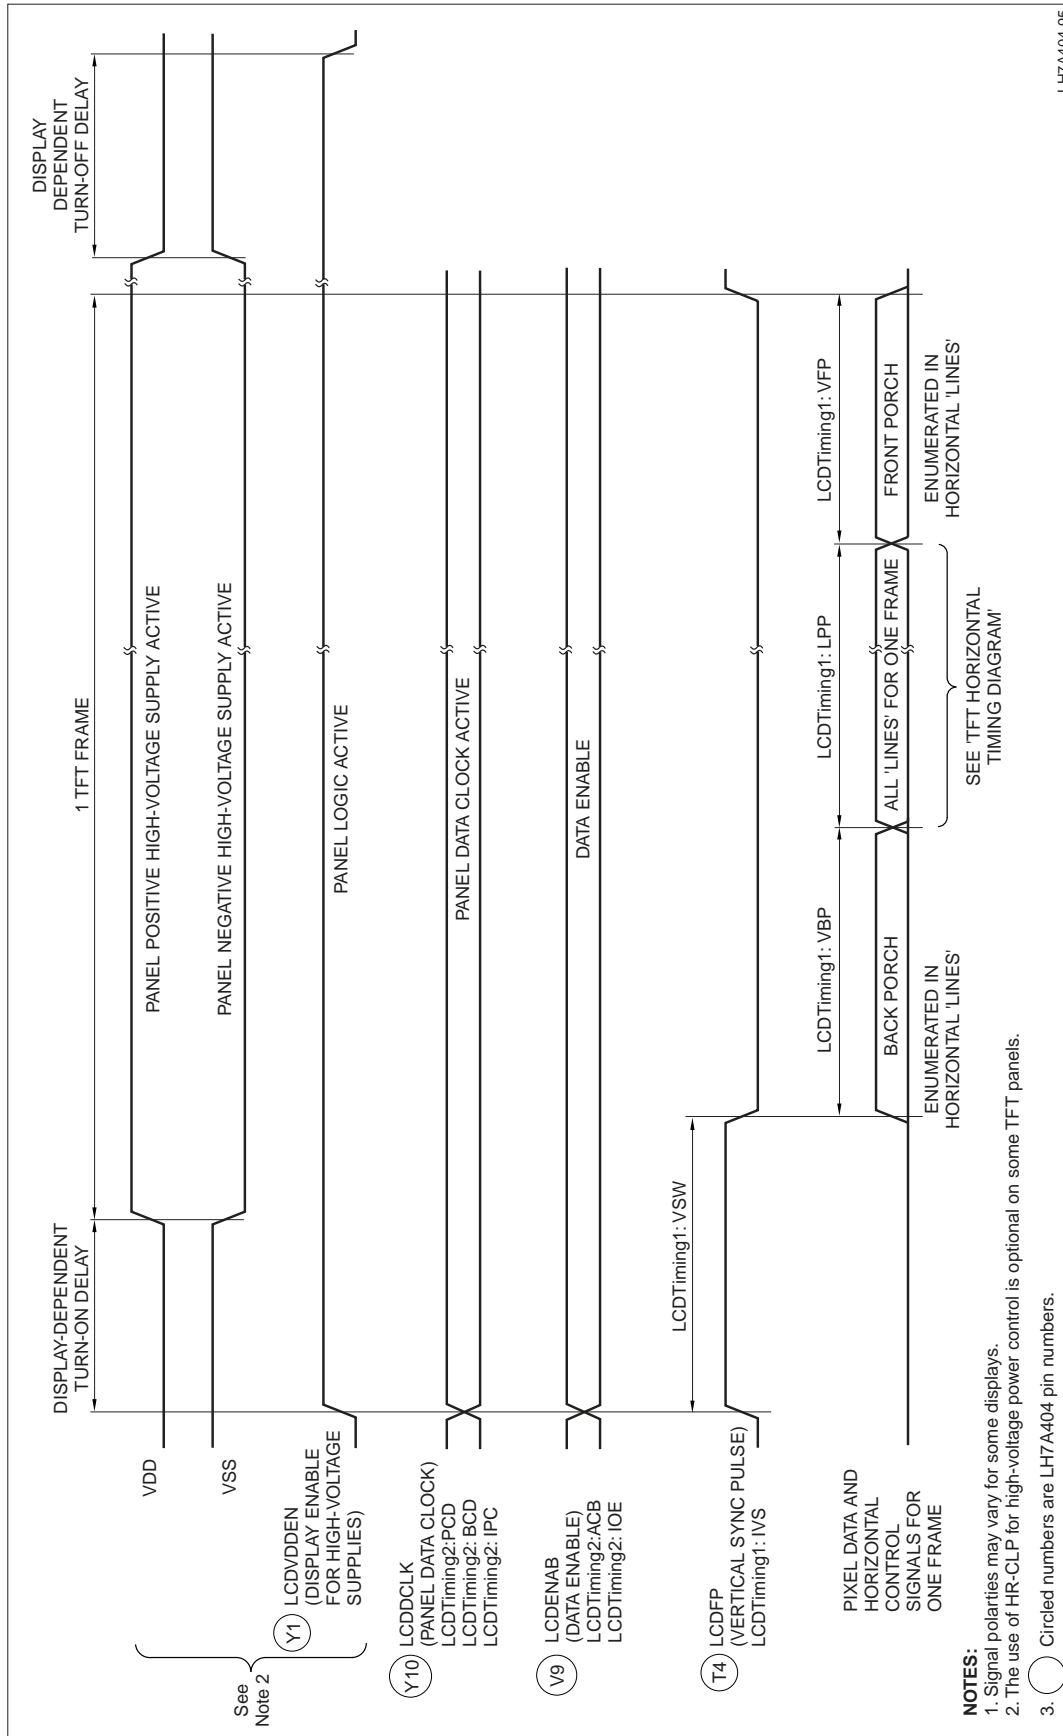 DISPLAY-DEPENDENT
TURN-ON DELAY
1 TFT FRAME
DISPLAY
DEPENDENT
TURN-OFF DELAY
VDD
PANEL POSITIVE HIGH-VOLTAGE SUPPLY ACTIVE
VSS
PANEL NEGATIVE HIGH-VOLTAGE SUPPLY ACTIVE
See
Note 2
Y1
LCDVDDEN
(DISPLAY ENABLE
FOR HIGH-VOLTAGE
SUPPLIES)
PANEL LOGIC ACTIVE
Y10
LCDDCLK
(PANEL DATA CLOCK)
LCDTiming2:PCD
LCDTiming2: BCD
LCDTiming2: IPC
PANEL DATA CLOCK ACTIVE
V9
LCDENAB
(DATA ENABLE)
LCDTiming2:ACB
LCDTiming2: IOE
DATA ENABLE
LCDTiming1: VSW
T4
LCDFP
(VERTICAL SYNC PULSE)
LCDTiming1: IVS
LCDTiming1: VBP
LCDTiming1: LPP
LCDTiming1: VFP
PIXEL DATA AND
HORIZONTAL
CONTROL
SIGNALS FOR
ONE FRAME
BACK PORCH
ALL 'LINES' FOR ONE FRAME
FRONT PORCH
ENUMERATED IN
HORIZONTAL 'LINES'
SEE 'TFT HORIZONTAL
TIMING DIAGRAM'
ENUMERATED IN
HORIZONTAL 'LINES'
NOTES:
1. Signal polarties may vary for some displays.
2. The use of HR-CLP for high-voltage power control is optional on some TFT panels.
3. Circled numbers are LH7A404 pin numbers.
LH7A404-95